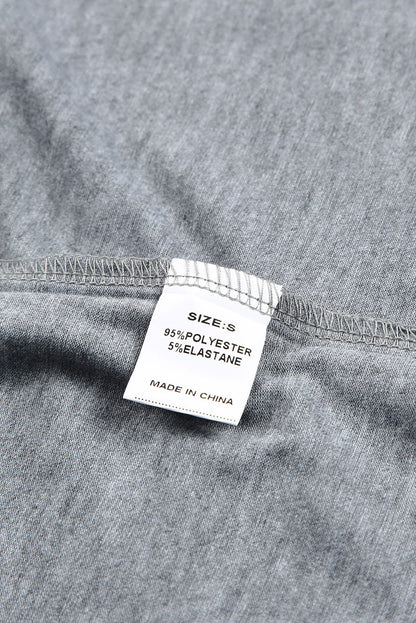 SIZE:S
95%POLYESTER
5%ELASTANE
MADE IN CHINA